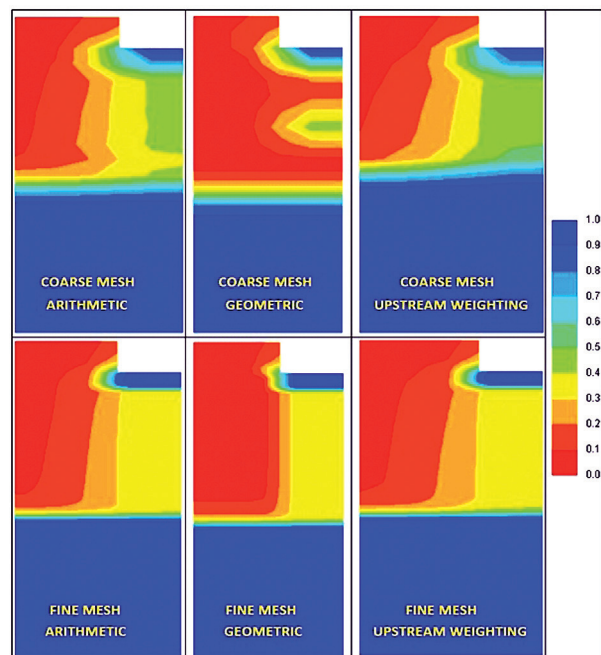 COARSE MESH
ARITHMETIC
COARSE MESH
GEOMETRIC
COARSE MESH
UPSTREAM WEIGHTING
1.0
0.9
0.8
0.7
0.6
0.5
0.4
0.3
0.2
0.1
0.0
FINE MESH
ARITHMETIC
FINE MESH
GEOMETRIC
FINE MESH
UPSTREAM WEIGHTING